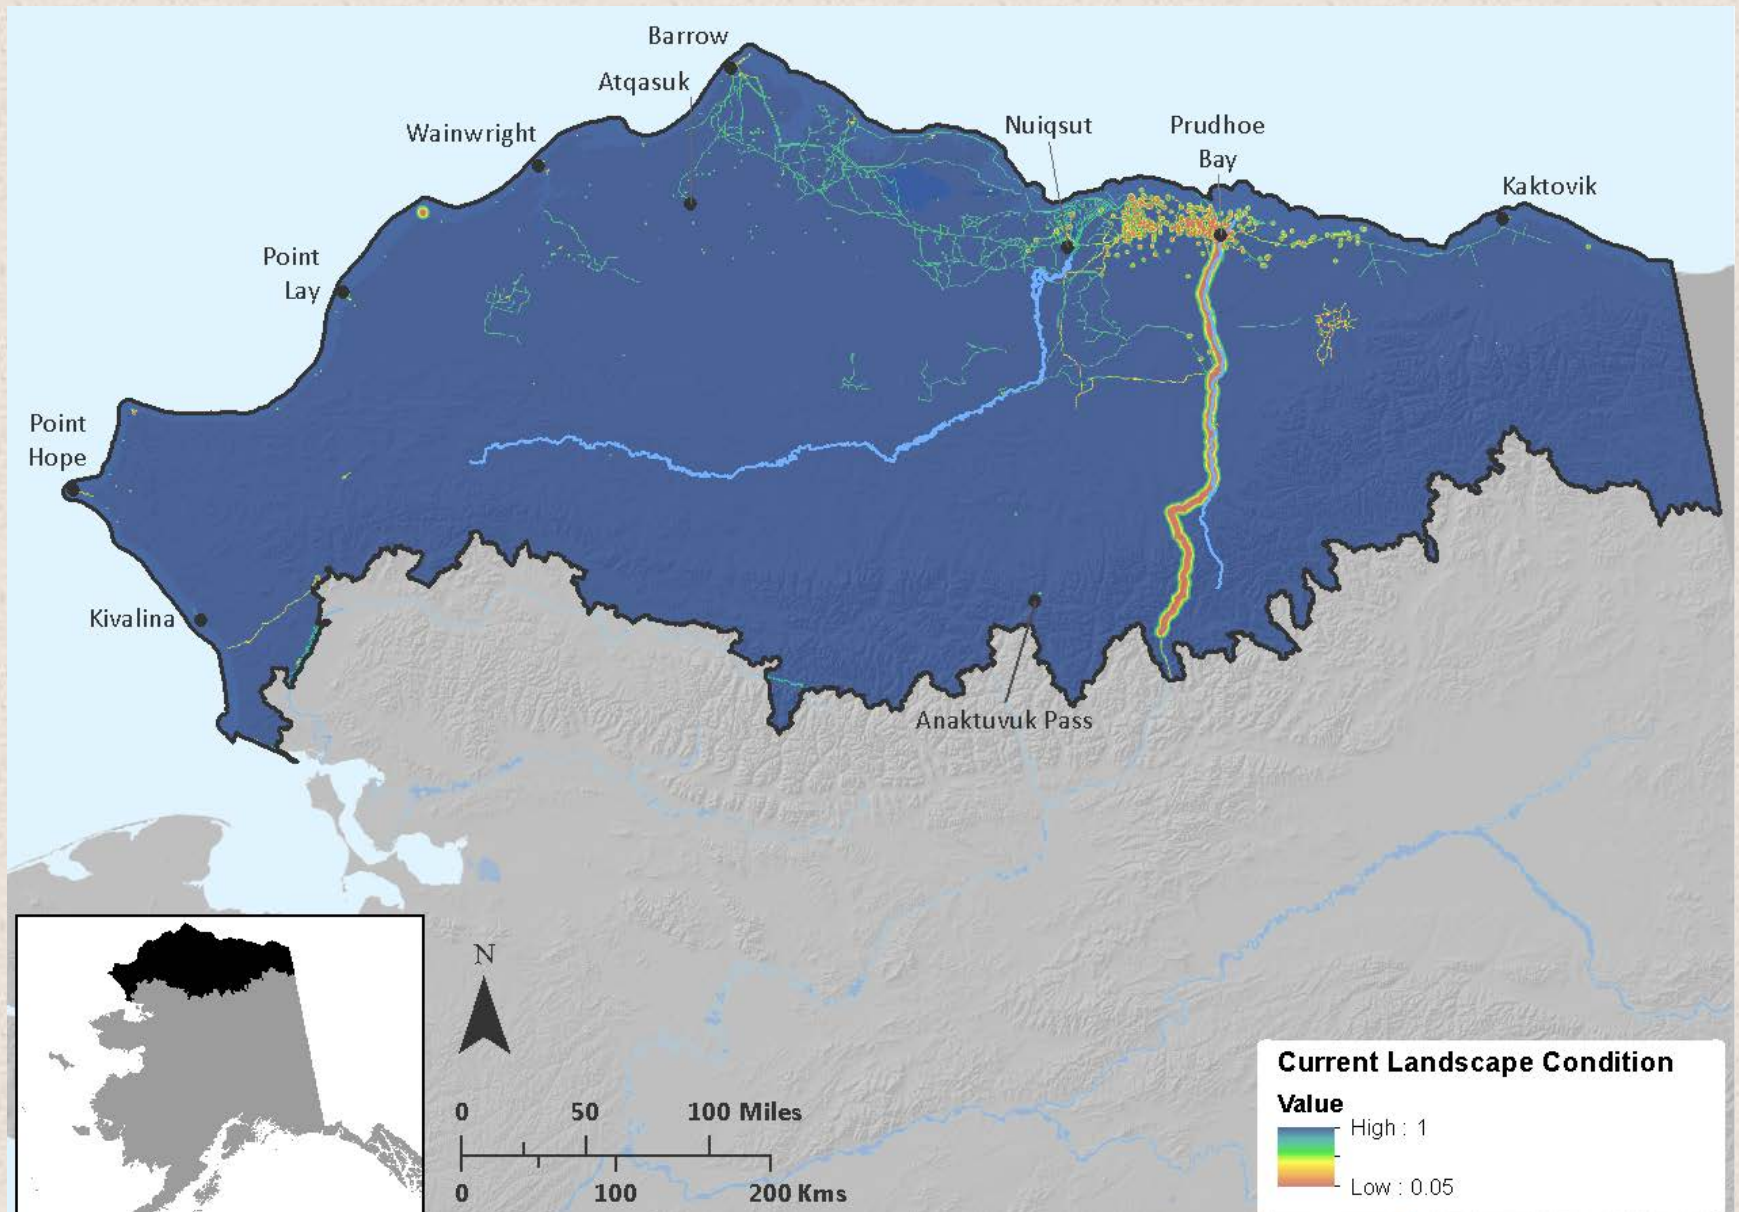 Barrow
Atqasuk
Wainwright
Nuiqsut
Prudhoe
Bay
Kaktovik
Point
Lay
Point
Hope
Kivalina
Anaktuvuk Pass
N
0 50 100 Miles
0 100 200 Kms
Current Landscape Condition
Value
High : 1
Low : 0.05